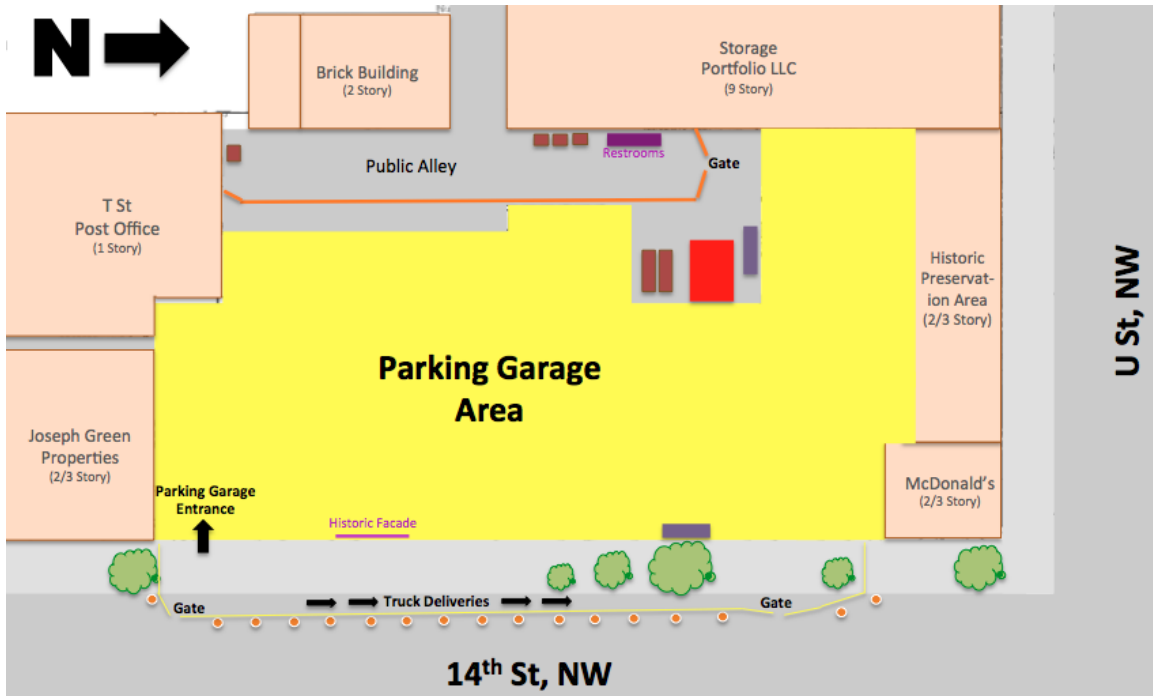 N
Brick Building
(2 Story)
Storage
Portfolio LLC
(9 Story)
Public Alley
Restrooms
Gate
T St
Post Office
(1 Story)
Historic
Preservat-
ion Area
(2/3 Story)
U St, NW
Parking Garage
Area
Joseph Green
Properties
(2/3 Story)
McDonald's
(2/3 Story)
Parking Garage
Entrance
Historic Facade
Gate
Truck Deliveries
Gate
14th St, NW